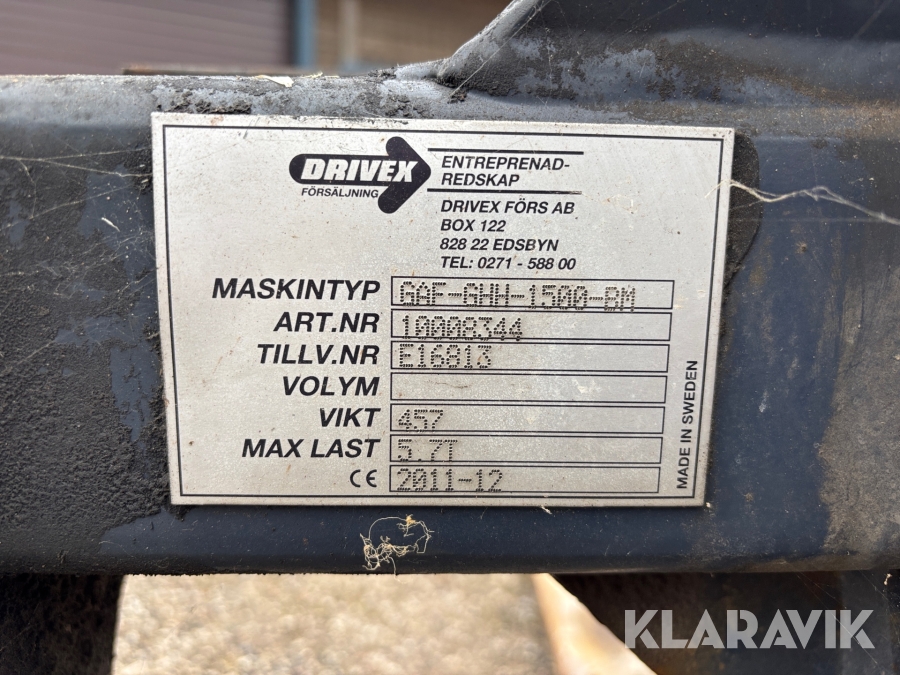 DRIVEX
FÖRSÄLJNING
ENTREPRENAD-
REDSKAP
DRIVEX FÖRS AB
BOX 122
828 22 EDSBYN
TEL: 0271 - 588 00
MASKINTYP GAF-GHH-1500-BM
ART.NR 10008344
TILLV.NR E16813
VOLYM
VIKT 457
MAX LAST 5.7T
CE 2011-12
MADE IN SWEDEN
KLARAVIK